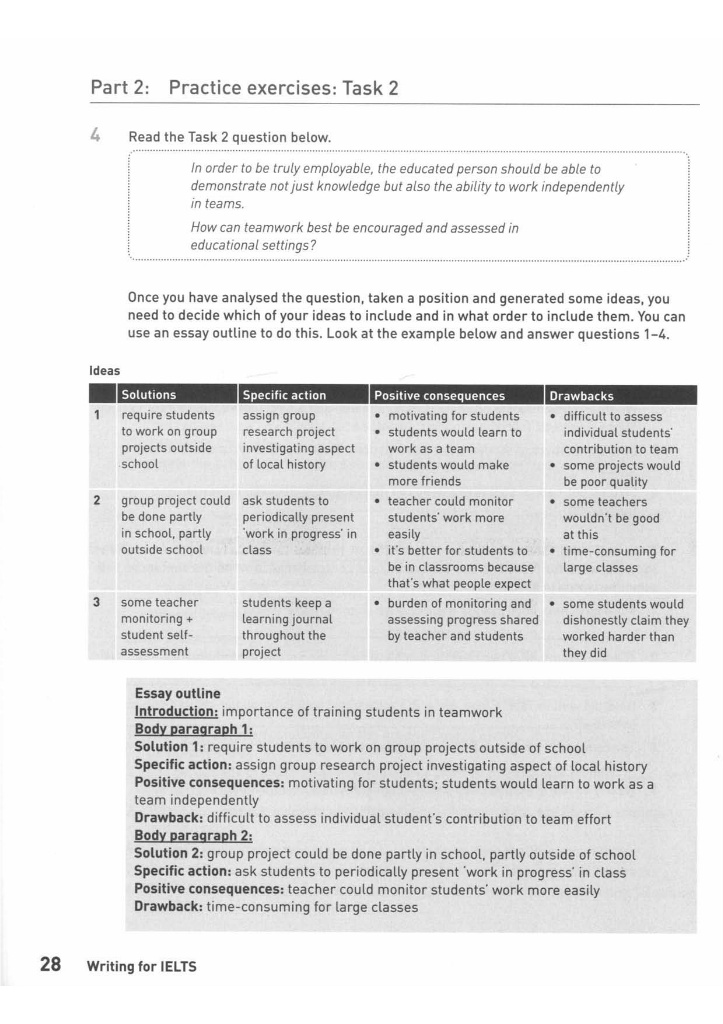 Part 2: Practice exercises: Task 2
4 Read the Task 2 question below.
In order to be truly employable, the educated person should be able to
demonstrate not just knowledge but also the ability to work independently
in teams.
How can teamwork best be encouraged and assessed in
educational settings?
Once you have analysed the question, taken a position and generated some ideas, you
need to decide which of your ideas to include and in what order to include them. You can
use an essay outline to do this. Look at the example below and answer questions 1–4.
Ideas
Solutions Specific action Positive consequences Drawbacks
1 require students assign group • motivating for students • difficult to assess
to work on group research project • students would learn to individual students'
projects outside investigating aspect work as a team contribution to team
school of local history • students would make • some projects would
more friends be poor quality
2 group project could ask students to • teacher could monitor • some teachers
be done partly periodically present students' work more wouldn't be good
in school, partly 'work in progress' in easily at this
outside school class • it's better for students to • time-consuming for
be in classrooms because large classes
that's what people expect
3 some teacher students keep a • burden of monitoring and • some students would
monitoring + learning journal assessing progress shared dishonestly claim they
student self- throughout the by teacher and students worked harder than
assessment project they did
Essay outline
Introduction: importance of training students in teamwork
Body paragraph 1:
Solution 1: require students to work on group projects outside of school
Specific action: assign group research project investigating aspect of local history
Positive consequences: motivating for students; students would learn to work as a
team independently
Drawback: difficult to assess individual student's contribution to team effort
Body paragraph 2:
Solution 2: group project could be done partly in school, partly outside of school
Specific action: ask students to periodically present 'work in progress' in class
Positive consequences: teacher could monitor students' work more easily
Drawback: time-consuming for large classes
28 Writing for IELTS